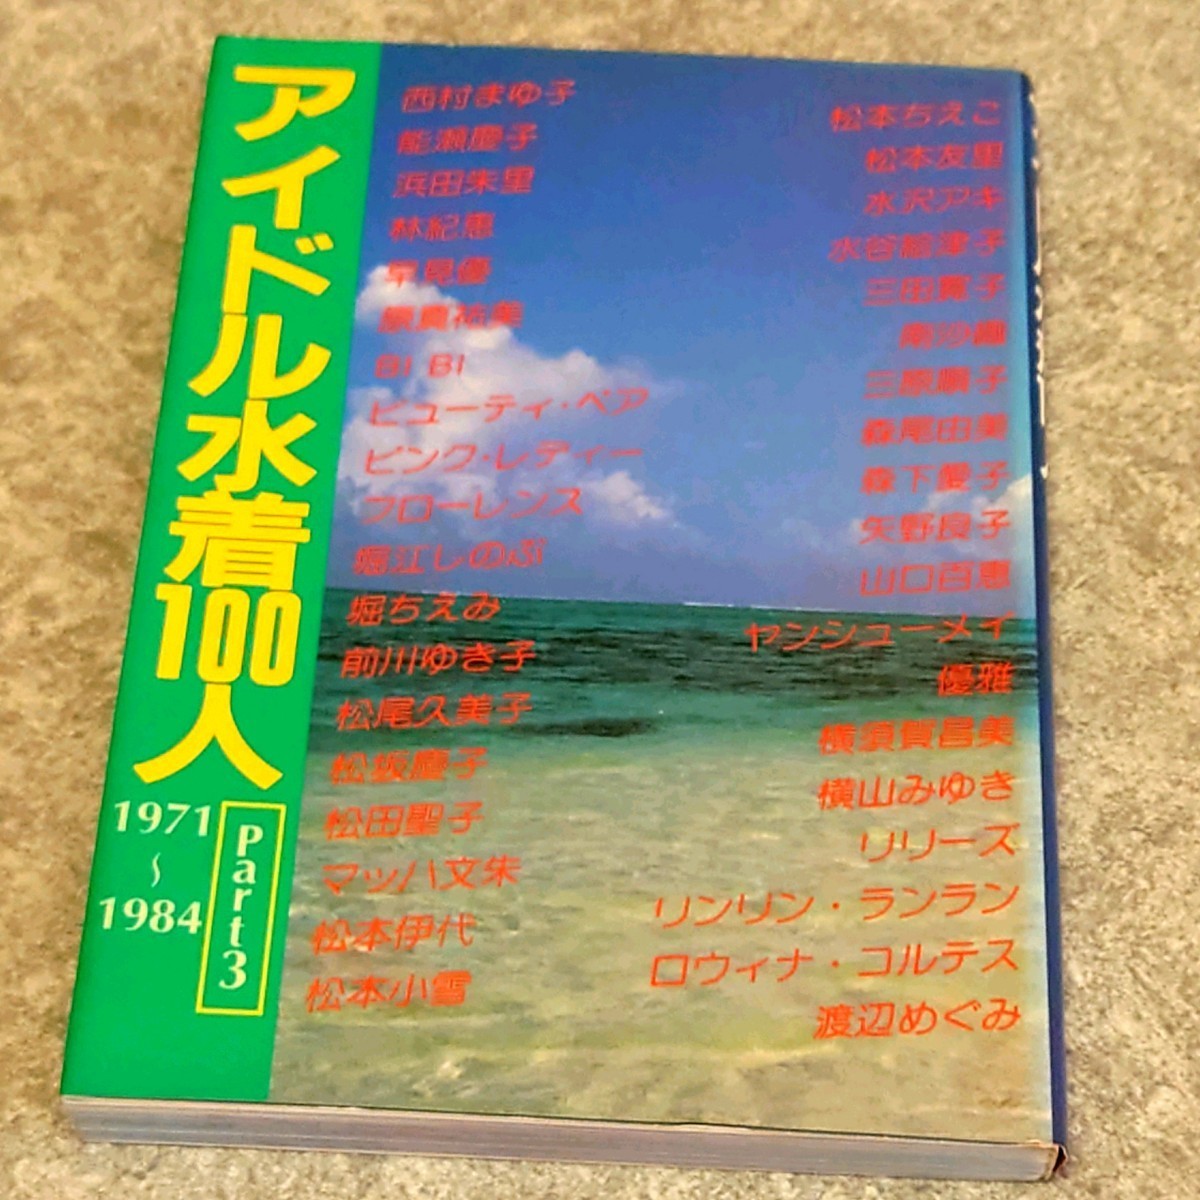 アイドル水着100人
1971
〜
1984
Part3
西村まゆ子
能瀬慶子
浜田朱里
林紀恵
早見優
原真祐美
BI BI
ビューティ・ペア
ピンク・レディー
フローレンス
堀江しのぶ
堀ちえみ
前川ゆき子
松尾久美子
松坂慶子
松田聖子
マッハ文朱
松本伊代
松本小雪
松本ちえこ
松本友里
水沢アキ
水谷絵津子
三田寛子
南沙織
三原順子
森尾由美
森下愛子
矢野良子
山口百恵
ヤンシューメイ
優雅
横須賀昌美
横山みゆき
リリーズ
リンリン・ランラン
ロウィナ・コルテス
渡辺めぐみ